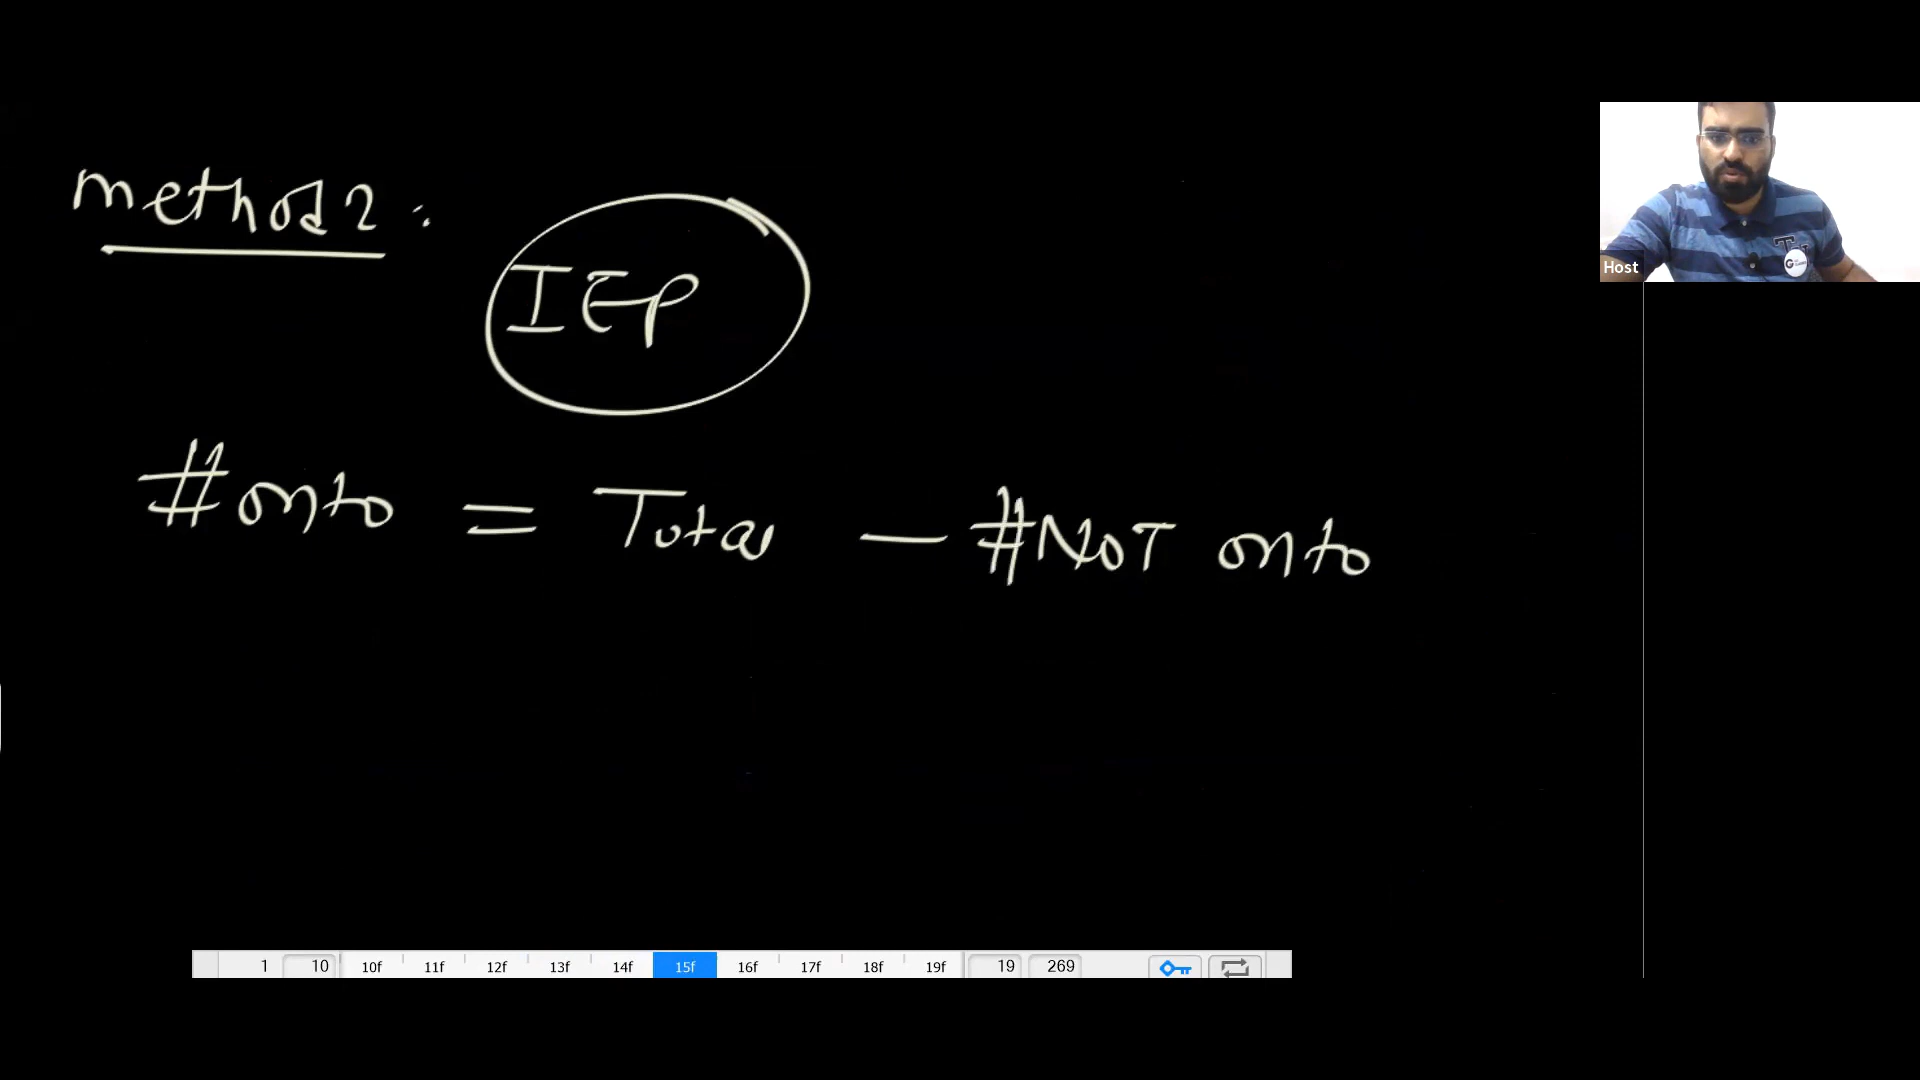 method 2 :
IEP
#onto = Total - #NOT onto
Host
1 10 10f 11f 12f 13f 14f 15f 16f 17f 18f 19f 19 269